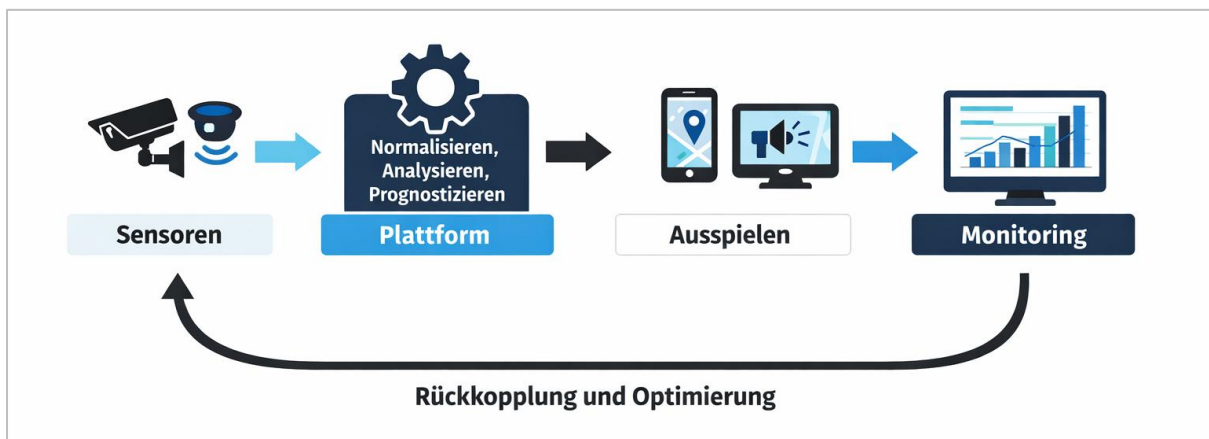 Normalisieren,
Analysieren,
Prognostizieren
Sensoren
Plattform
Ausspielen
Monitoring
Rückkopplung und Optimierung